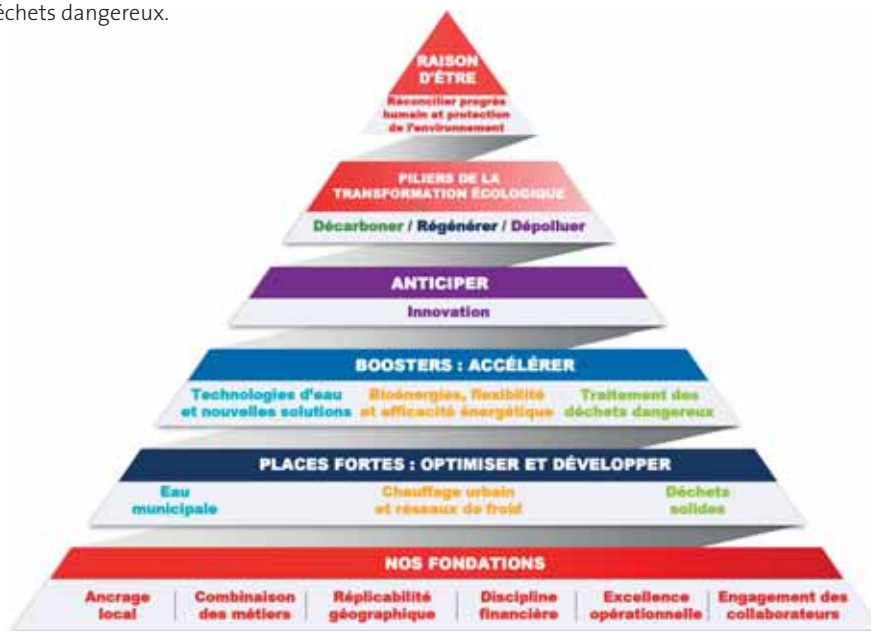 échets dangereux.
RAISON
D'ÊTRE
Réconcilier progrès
humain et protection
de l'environnement
PILIERS DE LA
TRANSFORMATION ÉCOLOGIQUE
Décarboner / Régénérer / Dépolluer
ANTICIPER
Innovation
BOOSTERS : ACCÉLÉRER
Technologies d'eau
et nouvelles solutions
Bioénergies, flexibilité
et efficacité énergétique
Traitement des
déchets dangereux
PLACES FORTES : OPTIMISER ET DÉVELOPPER
Eau
municipale
Chauffage urbain
et réseaux de froid
Déchets
solides
NOS FONDATIONS
Ancrage
local
Combinaison
des métiers
Réplicabilité
géographique
Discipline
financière
Excellence
opérationnelle
Engagement des
collaborateurs